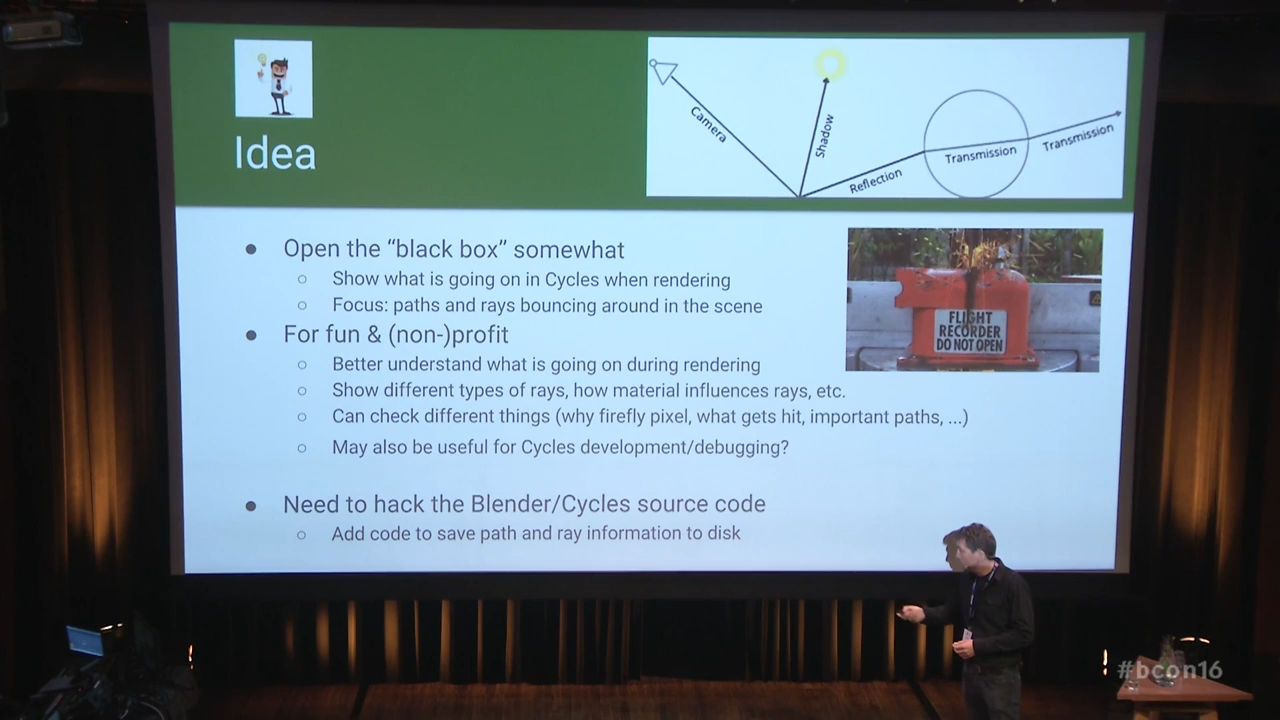 Idea
Camera
Shadow
Reflection
Transmission
Transmission
● Open the “black box” somewhat
○ Show what is going on in Cycles when rendering
○ Focus: paths and rays bouncing around in the scene
● For fun & (non-)profit
○ Better understand what is going on during rendering
○ Show different types of rays, how material influences rays, etc.
○ Can check different things (why firefly pixel, what gets hit, important paths, ...)
○ May also be useful for Cycles development/debugging?
● Need to hack the Blender/Cycles source code
○ Add code to save path and ray information to disk
FLIGHT
RECORDER
DO NOT OPEN
#bcon16